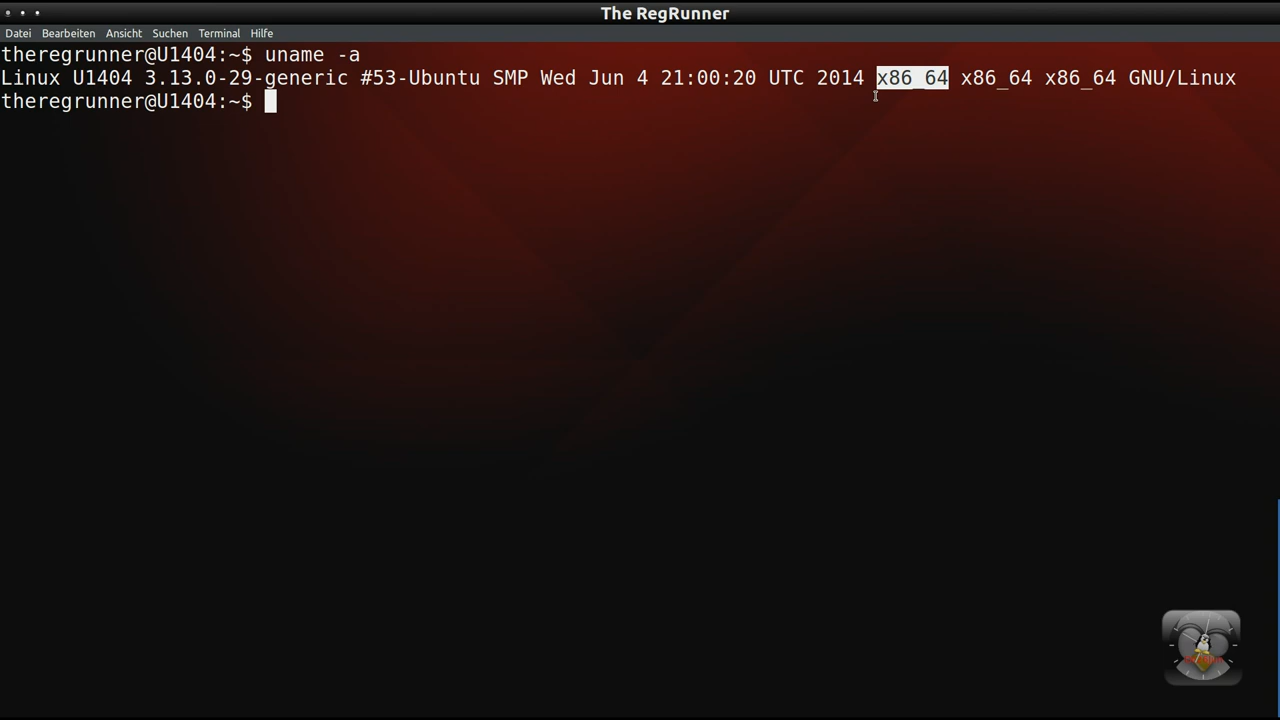 The RegRunner
Datei Bearbeiten Ansicht Suchen Terminal Hilfe
theregrunner@U1404:~$ uname -a
Linux U1404 3.13.0-29-generic #53-Ubuntu SMP Wed Jun 4 21:00:20 UTC 2014 x86_64 x86_64 x86_64 GNU/Linux
theregrunner@U1404:~$